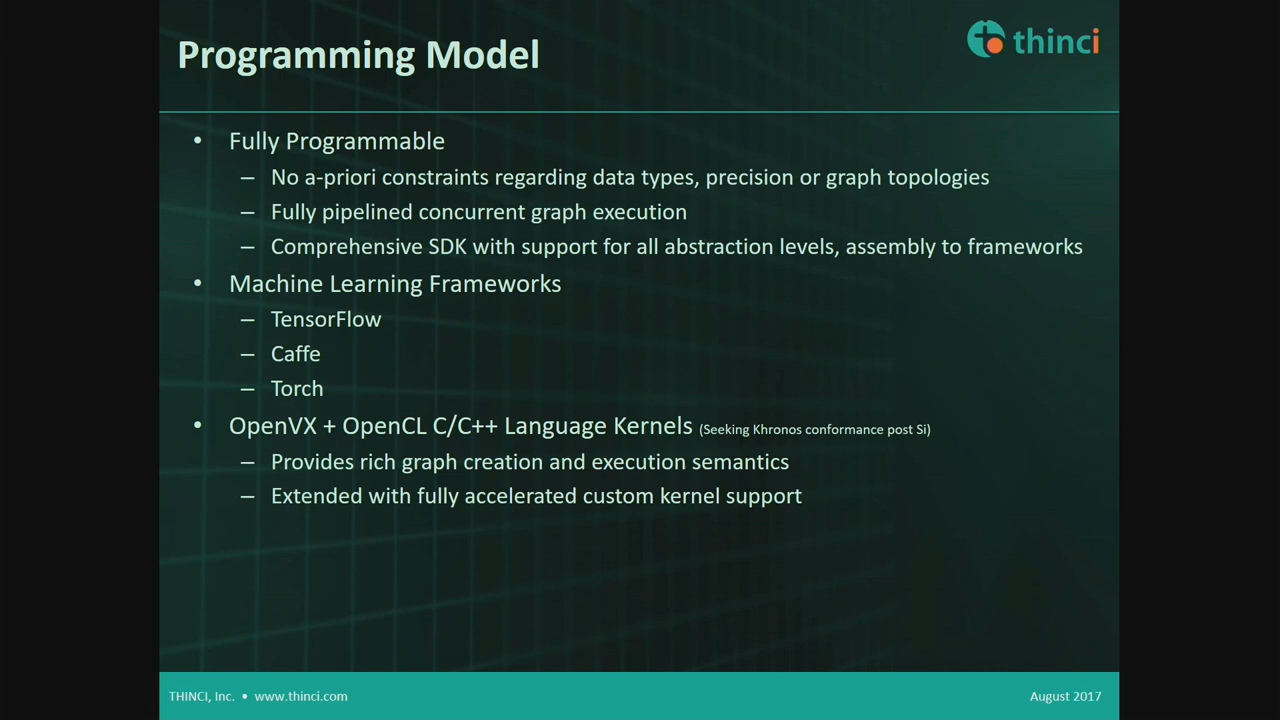 Programming Model
thinci
• Fully Programmable
– No a-priori constraints regarding data types, precision or graph topologies
– Fully pipelined concurrent graph execution
– Comprehensive SDK with support for all abstraction levels, assembly to frameworks
• Machine Learning Frameworks
– TensorFlow
– Caffe
– Torch
• OpenVX + OpenCL C/C++ Language Kernels (Seeking Khronos conformance post Si)
– Provides rich graph creation and execution semantics
– Extended with fully accelerated custom kernel support
THINCI, Inc. • www.thinci.com
August 2017